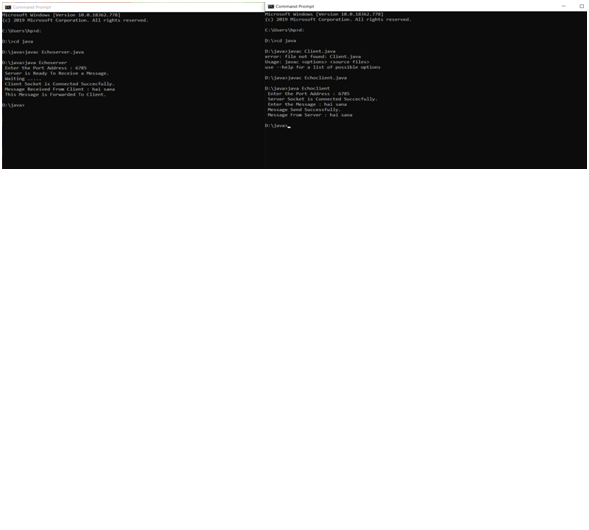 Command Prompt
Microsoft Windows [Version 10.0.18362.778]
(c) 2019 Microsoft Corporation. All rights reserved.
C:\Users\hp>d:
D:\>cd java
D:\java>javac Echoserver.java
D:\java>java Echoserver
Enter the Port Address : 6705
Server is Ready To Receive a Message.
Waiting .....
Client Socket is Connected Succecfully.
Message Received From Client : hai sana
This Message is Forwarded To Client.
D:\java>
Command Prompt
Microsoft Windows [Version 10.0.18362.778]
(c) 2019 Microsoft Corporation. All rights reserved.
C:\Users\hp>d:
D:\>cd java
D:\java>javac Client.java
error: file not found: Client.java
Usage: javac <options> <source files>
use --help for a list of possible options
D:\java>javac Echoclient.java
D:\java>java Echoclient
Enter the Port Address : 6705
Server Socket is Connected Succecfully.
Enter the Message : hai sana
Message Send Successfully.
Message From Server : hai sana
D:\java>